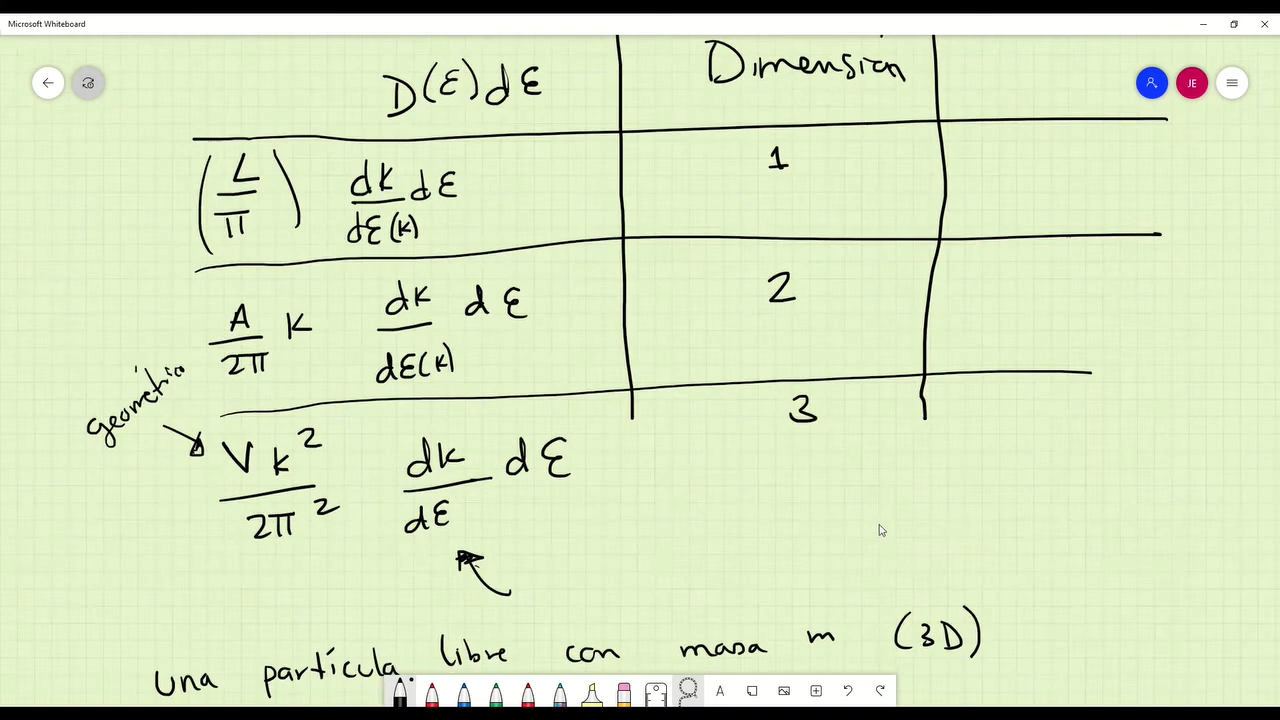 Microsoft Whiteboard
JE
D(ε)dε
Dimensión
(L/π) dk/dε(k) dε
1
A/2π k dk/dε(k) dε
2
geométrico
Vk²/2π² dk/dε dε
3
una partícula libre con masa m (3D)
A